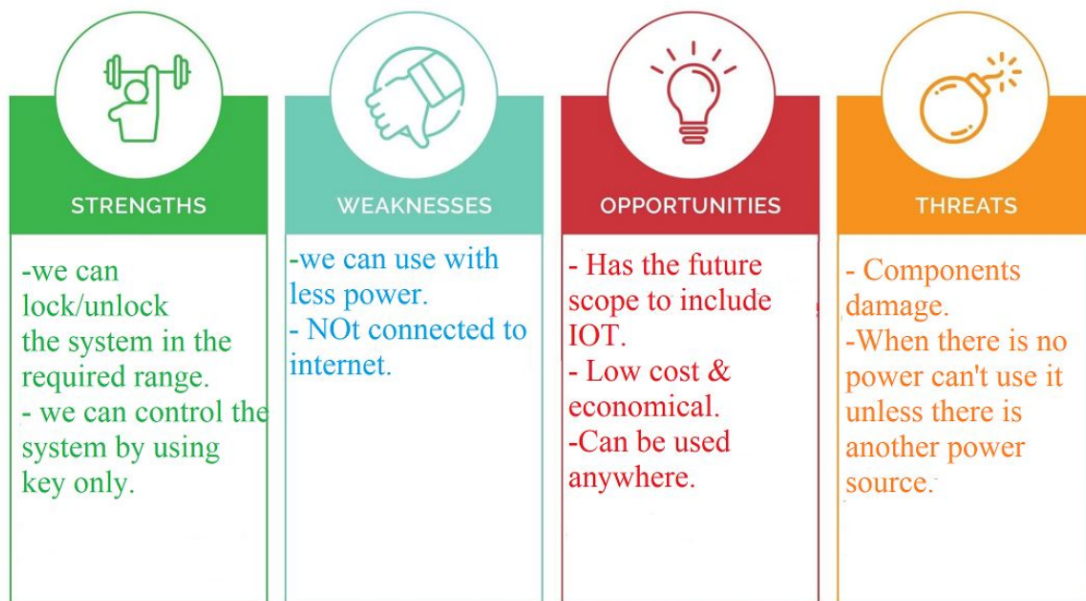 STRENGTHS
-we can
lock/unlock
the system in the
required range.
- we can control the
system by using
key only.
WEAKNESSES
-we can use with
less power.
- NOt connected to
internet.
OPPORTUNITIES
- Has the future
scope to include
IOT.
- Low cost &
economical.
-Can be used
anywhere.
THREATS
- Components
damage.
-When there is no
power can't use it
unless there is
another power
source.